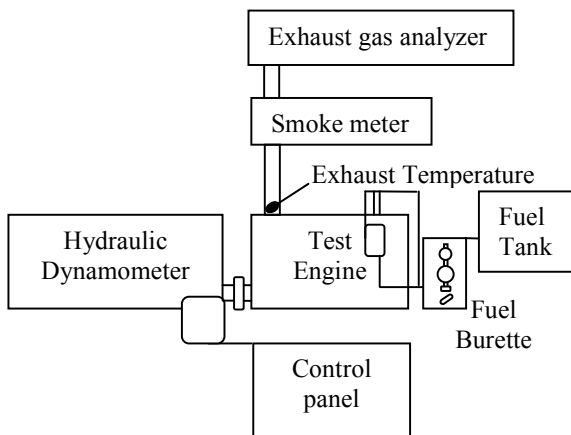 Exhaust gas analyzer
Smoke meter
Exhaust Temperature
Hydraulic
Dynamometer
Test
Engine
Fuel
Tank
Fuel
Burette
Control
panel